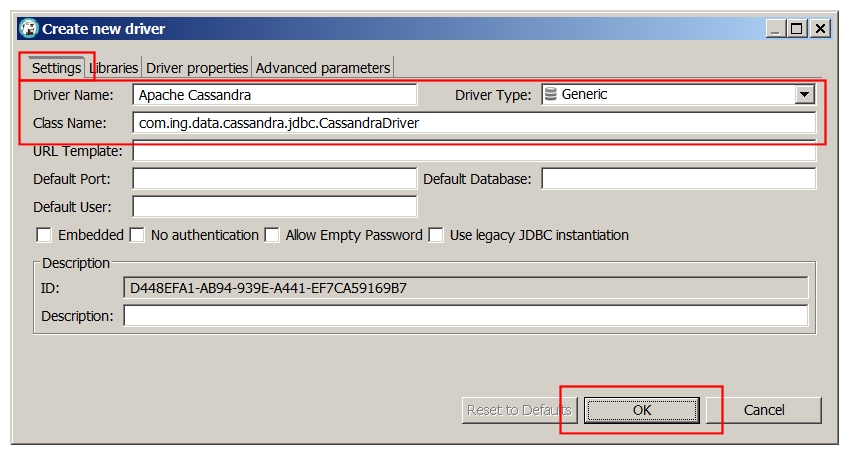 Create new driver
Settings Libraries Driver properties Advanced parameters
Driver Name: Apache Cassandra Driver Type: Generic
Class Name: com.ing.data.cassandra.jdbc.CassandraDriver
URL Template:
Default Port: Default Database:
Default User:
Embedded No authentication Allow Empty Password Use legacy JDBC instantiation
Description
ID: D448EFA1-AB94-939E-A441-EF7CA59169B7
Description:
Reset to Defaults OK Cancel